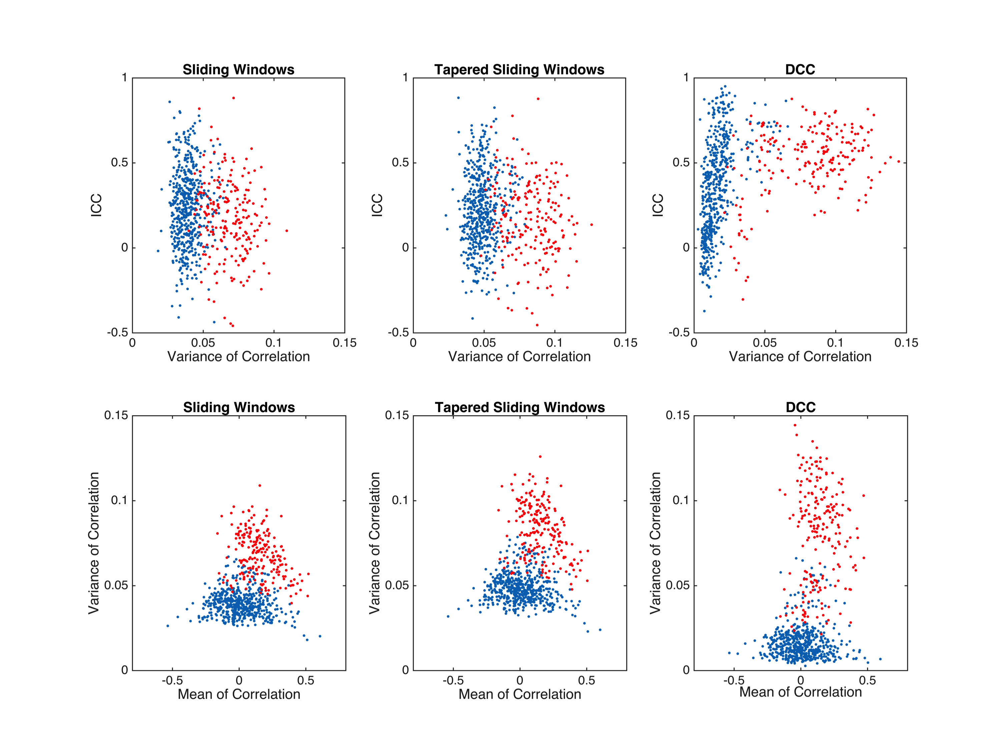 Sliding Windows
Tapered Sliding Windows
DCC
1
0.5
0
-0.5
ICC
0
0.05
0.1
0.15
Variance of Correlation
1
0.5
0
-0.5
ICC
0
0.05
0.1
0.15
Variance of Correlation
1
0.5
0
-0.5
ICC
0
0.05
0.1
0.15
Variance of Correlation
Sliding Windows
Tapered Sliding Windows
DCC
0.15
0.1
0.05
0
Variance of Correlation
-0.5
0
0.5
Mean of Correlation
0.15
0.1
0.05
0
Variance of Correlation
-0.5
0
0.5
Mean of Correlation
0.15
0.1
0.05
0
Variance of Correlation
-0.5
0
0.5
Mean of Correlation